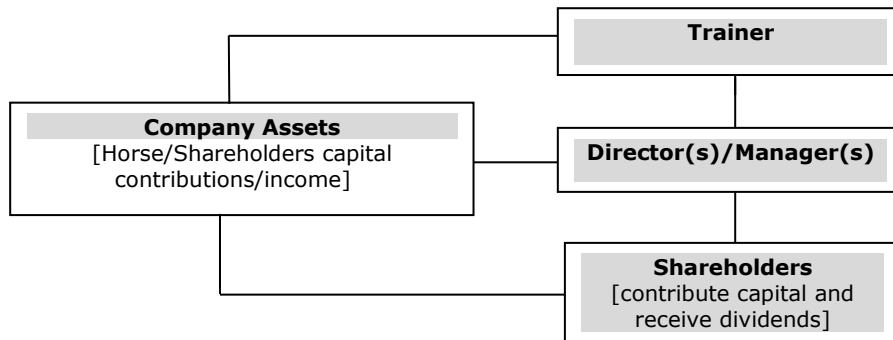 Trainer
Company Assets
[Horse/Shareholders capital
contributions/income]
Director(s)/Manager(s)
Shareholders
[contribute capital and
receive dividends]